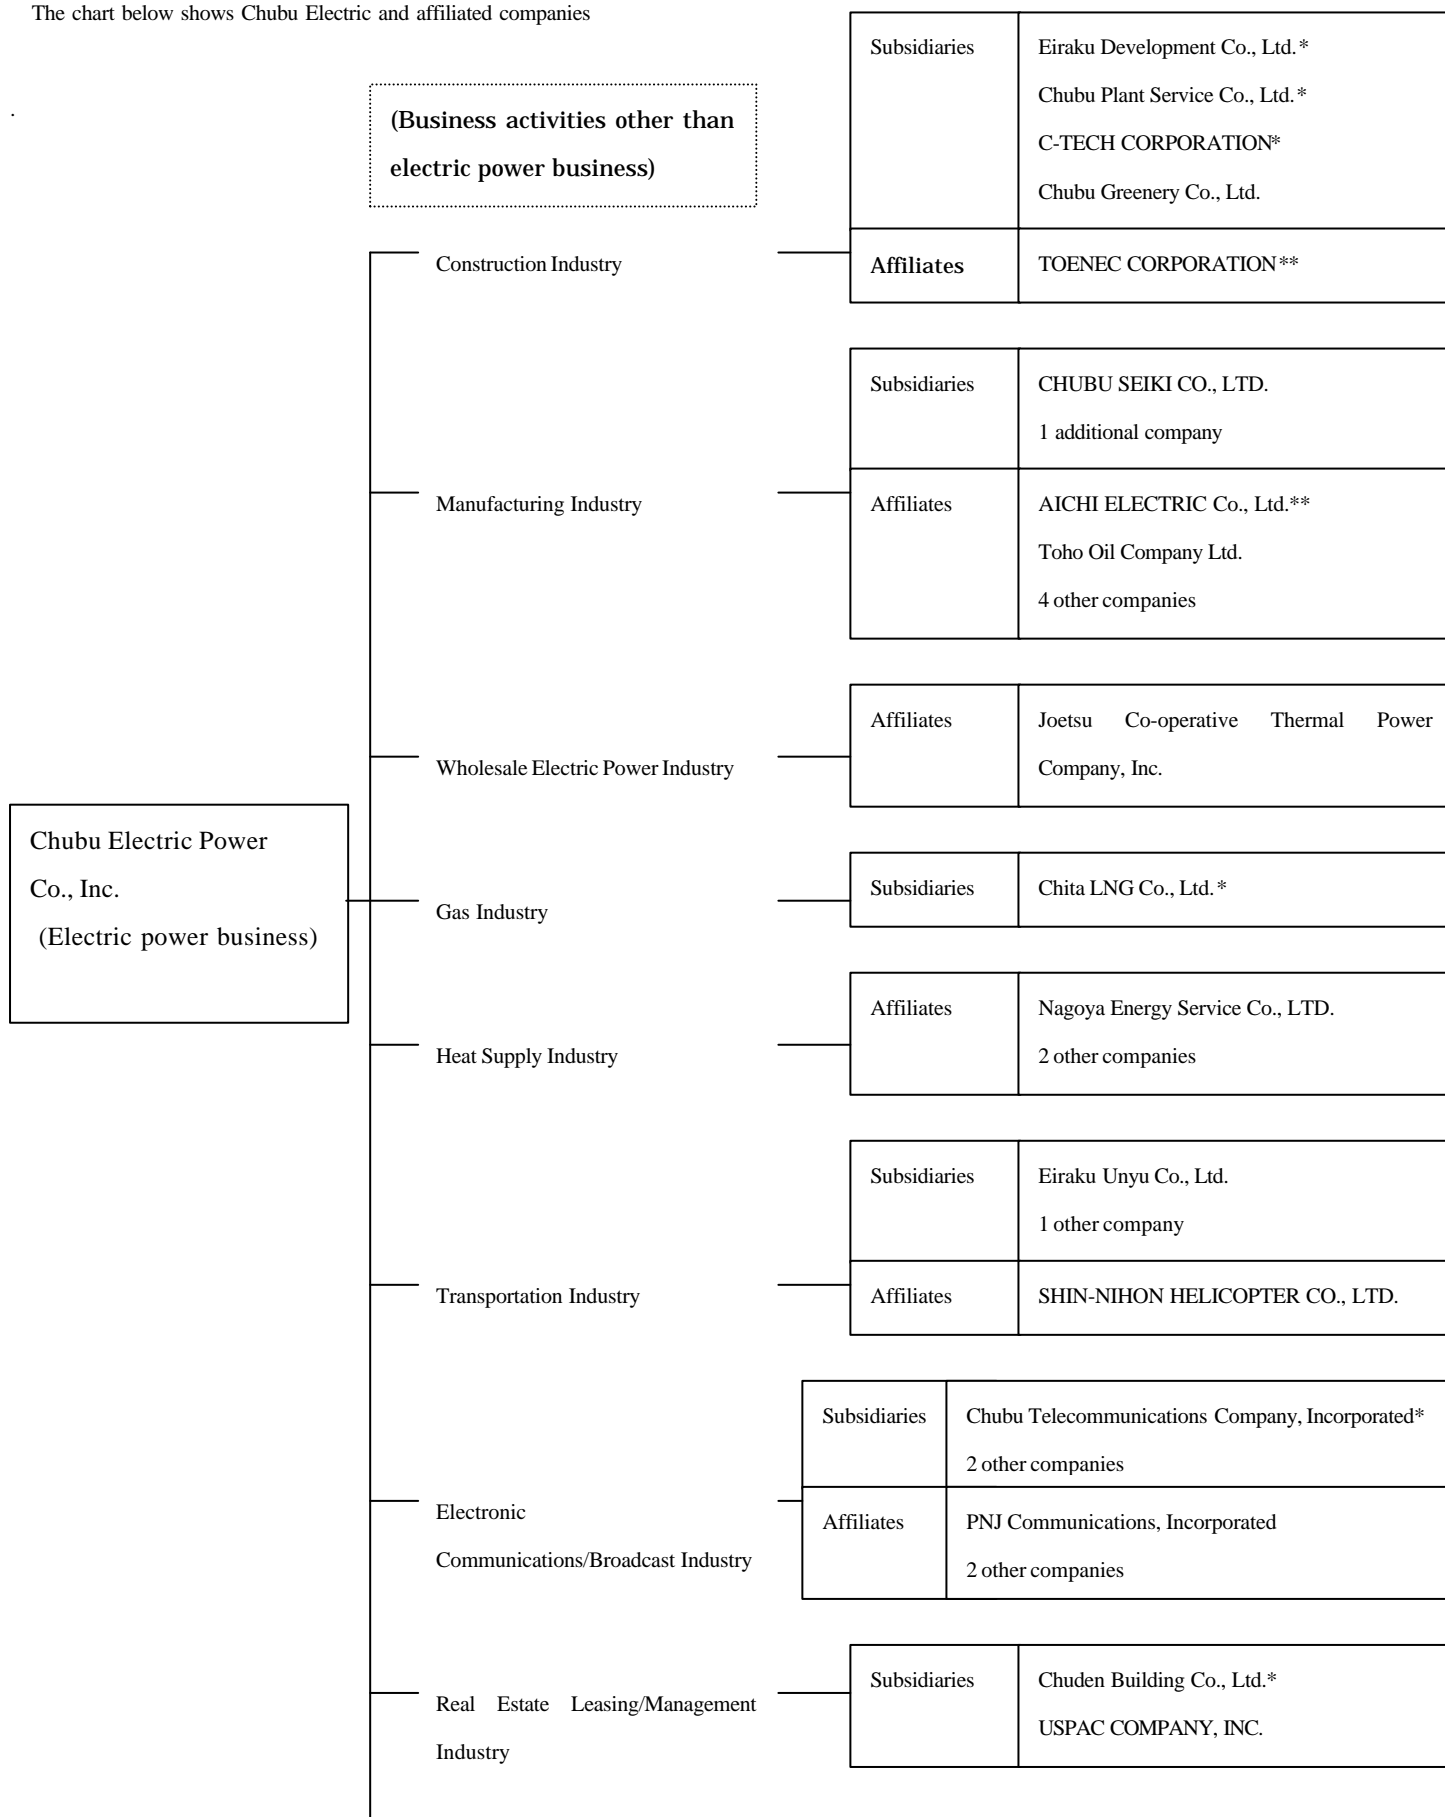 The chart below shows Chubu Electric and affiliated companies
.
(Business activities other than
electric power business)
Subsidiaries
Eiraku Development Co., Ltd.*
Chubu Plant Service Co., Ltd.*
C-TECH CORPORATION*
Chubu Greenery Co., Ltd.
Construction Industry
Affiliates
TOENEC CORPORATION**
Subsidiaries
CHUBU SEIKI CO., LTD.
1 additional company
Manufacturing Industry
Affiliates
AICHI ELECTRIC Co., Ltd.**
Toho Oil Company Ltd.
4 other companies
Wholesale Electric Power Industry
Affiliates
Joetsu Co-operative Thermal Power
Company, Inc.
Chubu Electric Power
Co., Inc.
(Electric power business)
Gas Industry
Subsidiaries
Chita LNG Co., Ltd.*
Heat Supply Industry
Affiliates
Nagoya Energy Service Co., LTD.
2 other companies
Subsidiaries
Eiraku Unyu Co., Ltd.
1 other company
Transportation Industry
Affiliates
SHIN-NIHON HELICOPTER CO., LTD.
Subsidiaries
Chubu Telecommunications Company, Incorporated*
2 other companies
Electronic
Communications/Broadcast Industry
Affiliates
PNJ Communications, Incorporated
2 other companies
Real Estate Leasing/Management
Industry
Subsidiaries
Chuden Building Co., Ltd.*
USPAC COMPANY, INC.